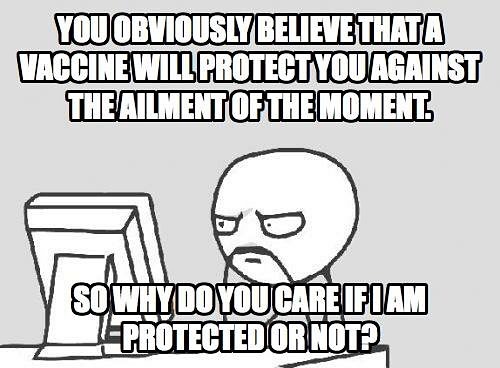 YOU OBVIOUSLY BELIEVE THAT A
VACCINE WILL PROTECT YOU AGAINST
THE AILMENT OF THE MOMENT.
SO WHY DO YOU CARE IF I AM
PROTECTED OR NOT?